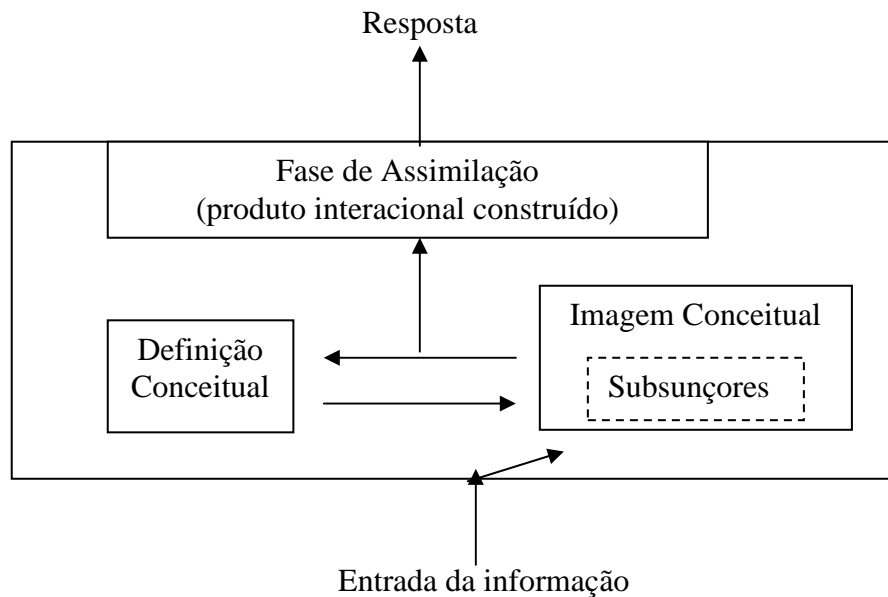 Resposta
Fase de Assimilação
(produto interacional construído)
Imagem Conceitual
Definição
Conceitual
Subsunçores
Entrada da informação